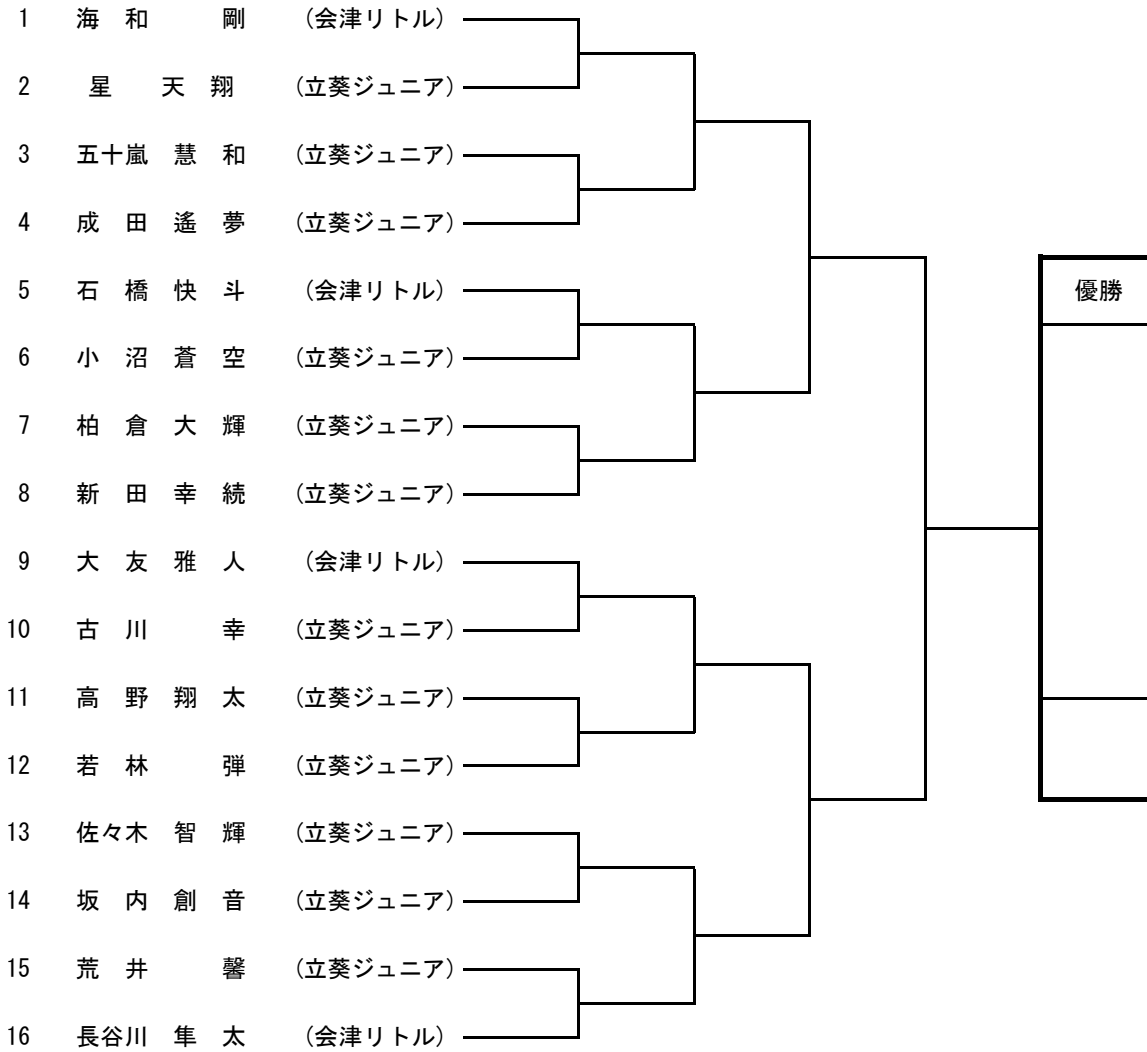 1 海 和 剛 (会津リトル)
2 星 天 翔 (立葵ジュニア)
3 五十嵐 慧 和 (立葵ジュニア)
4 成 田 遙 夢 (立葵ジュニア)
5 石 橋 快 斗 (会津リトル)
優勝
6 小 沼 蒼 空 (立葵ジュニア)
7 柏 倉 大 輝 (立葵ジュニア)
8 新 田 幸 続 (立葵ジュニア)
9 大 友 雅 人 (会津リトル)
10 古 川 幸 (立葵ジュニア)
11 高 野 翔 太 (立葵ジュニア)
12 若 林 弾 (立葵ジュニア)
13 佐々木 智 輝 (立葵ジュニア)
14 坂 内 創 音 (立葵ジュニア)
15 荒 井 馨 (立葵ジュニア)
16 長谷川 隼 太 (会津リトル)